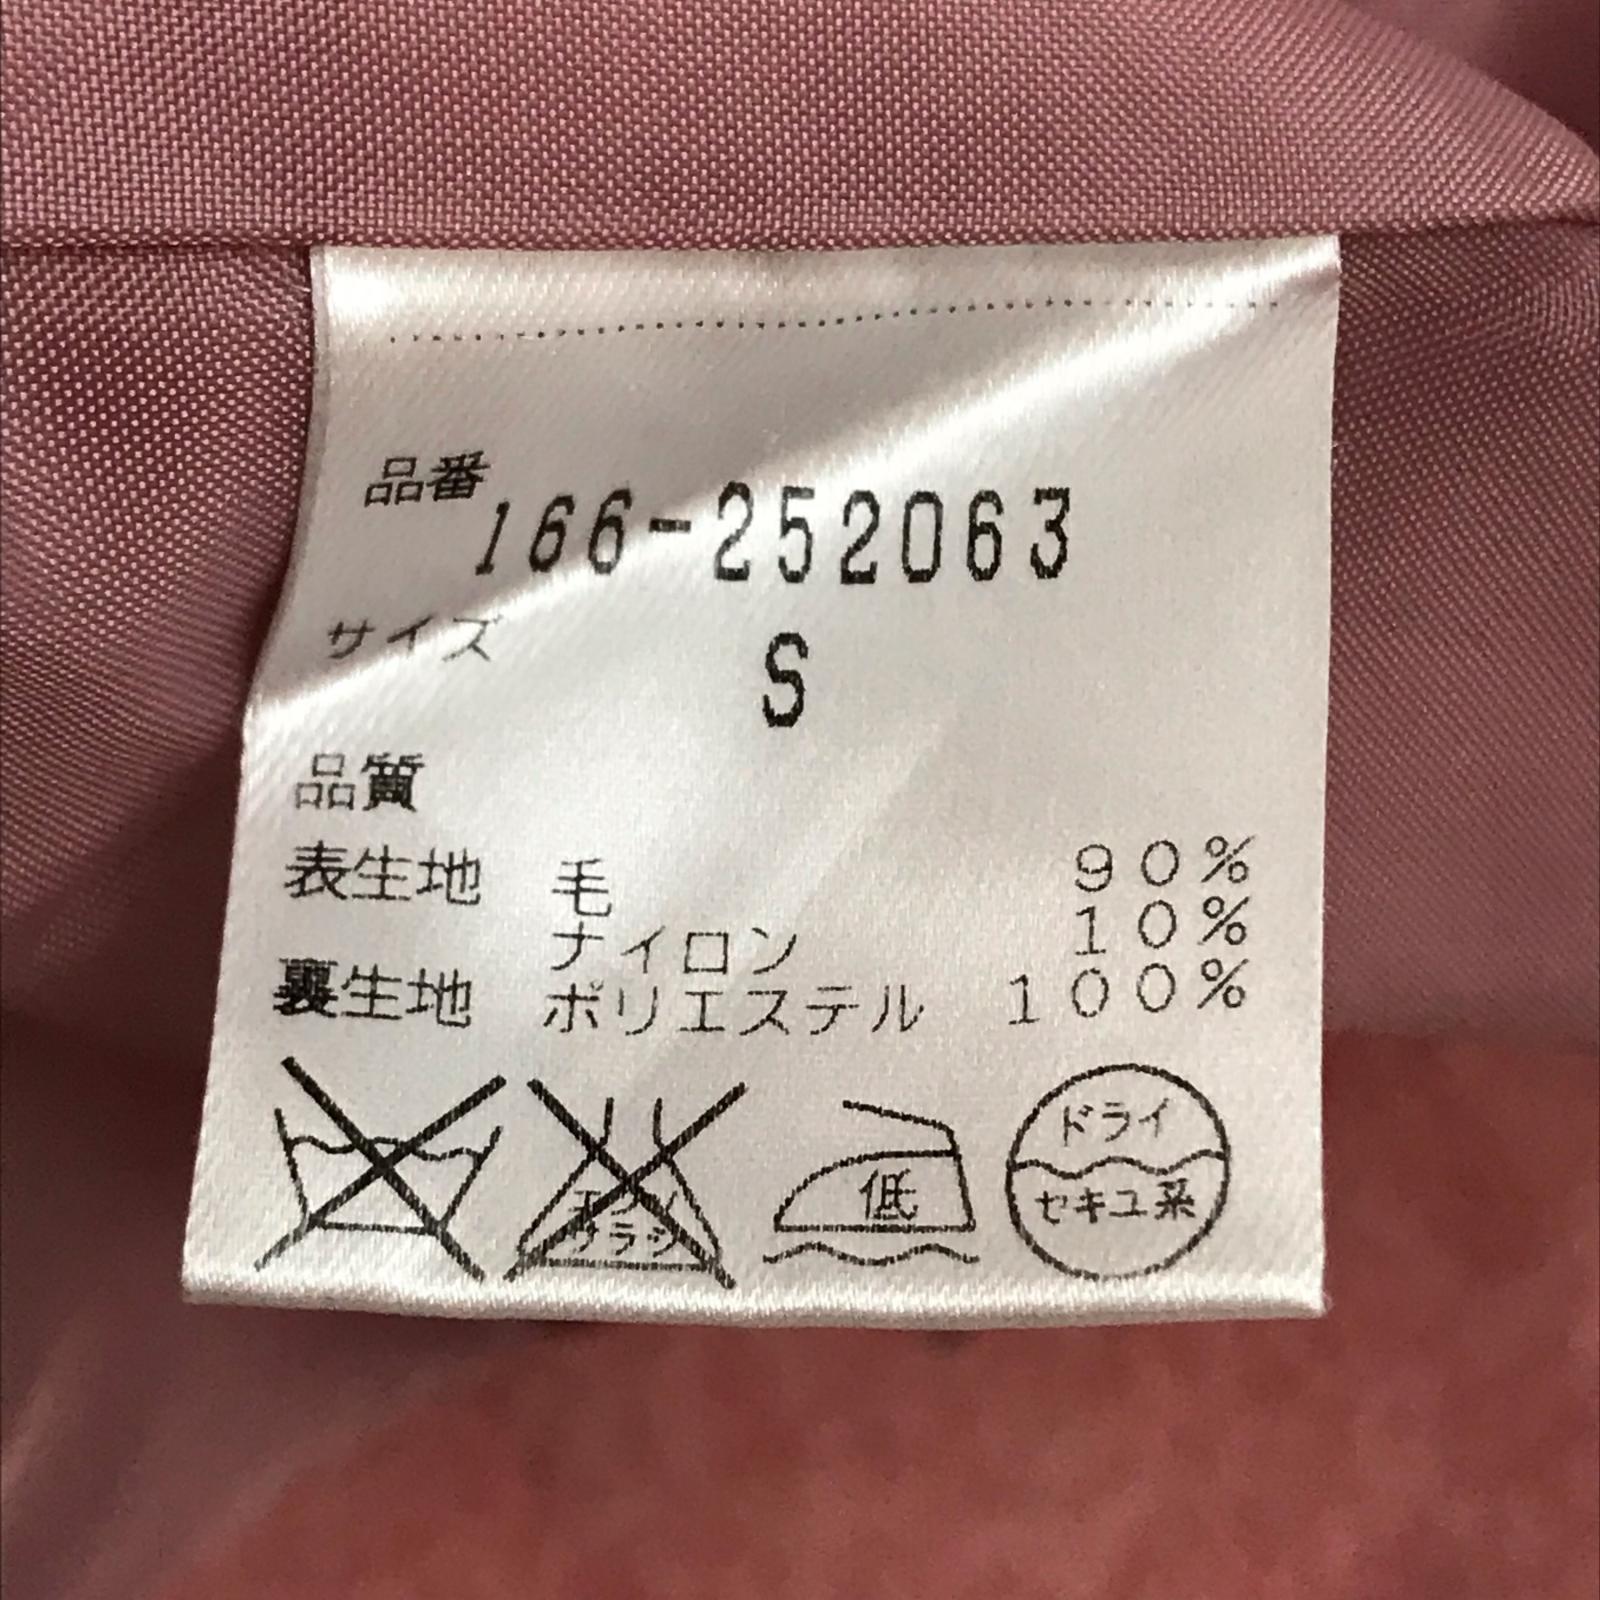 品番
166-252063
サイズ
S
品質
表生地 毛 90%
ナイロン 10%
裏生地 ポリエステル 100%
低
ドライ
セキユ系